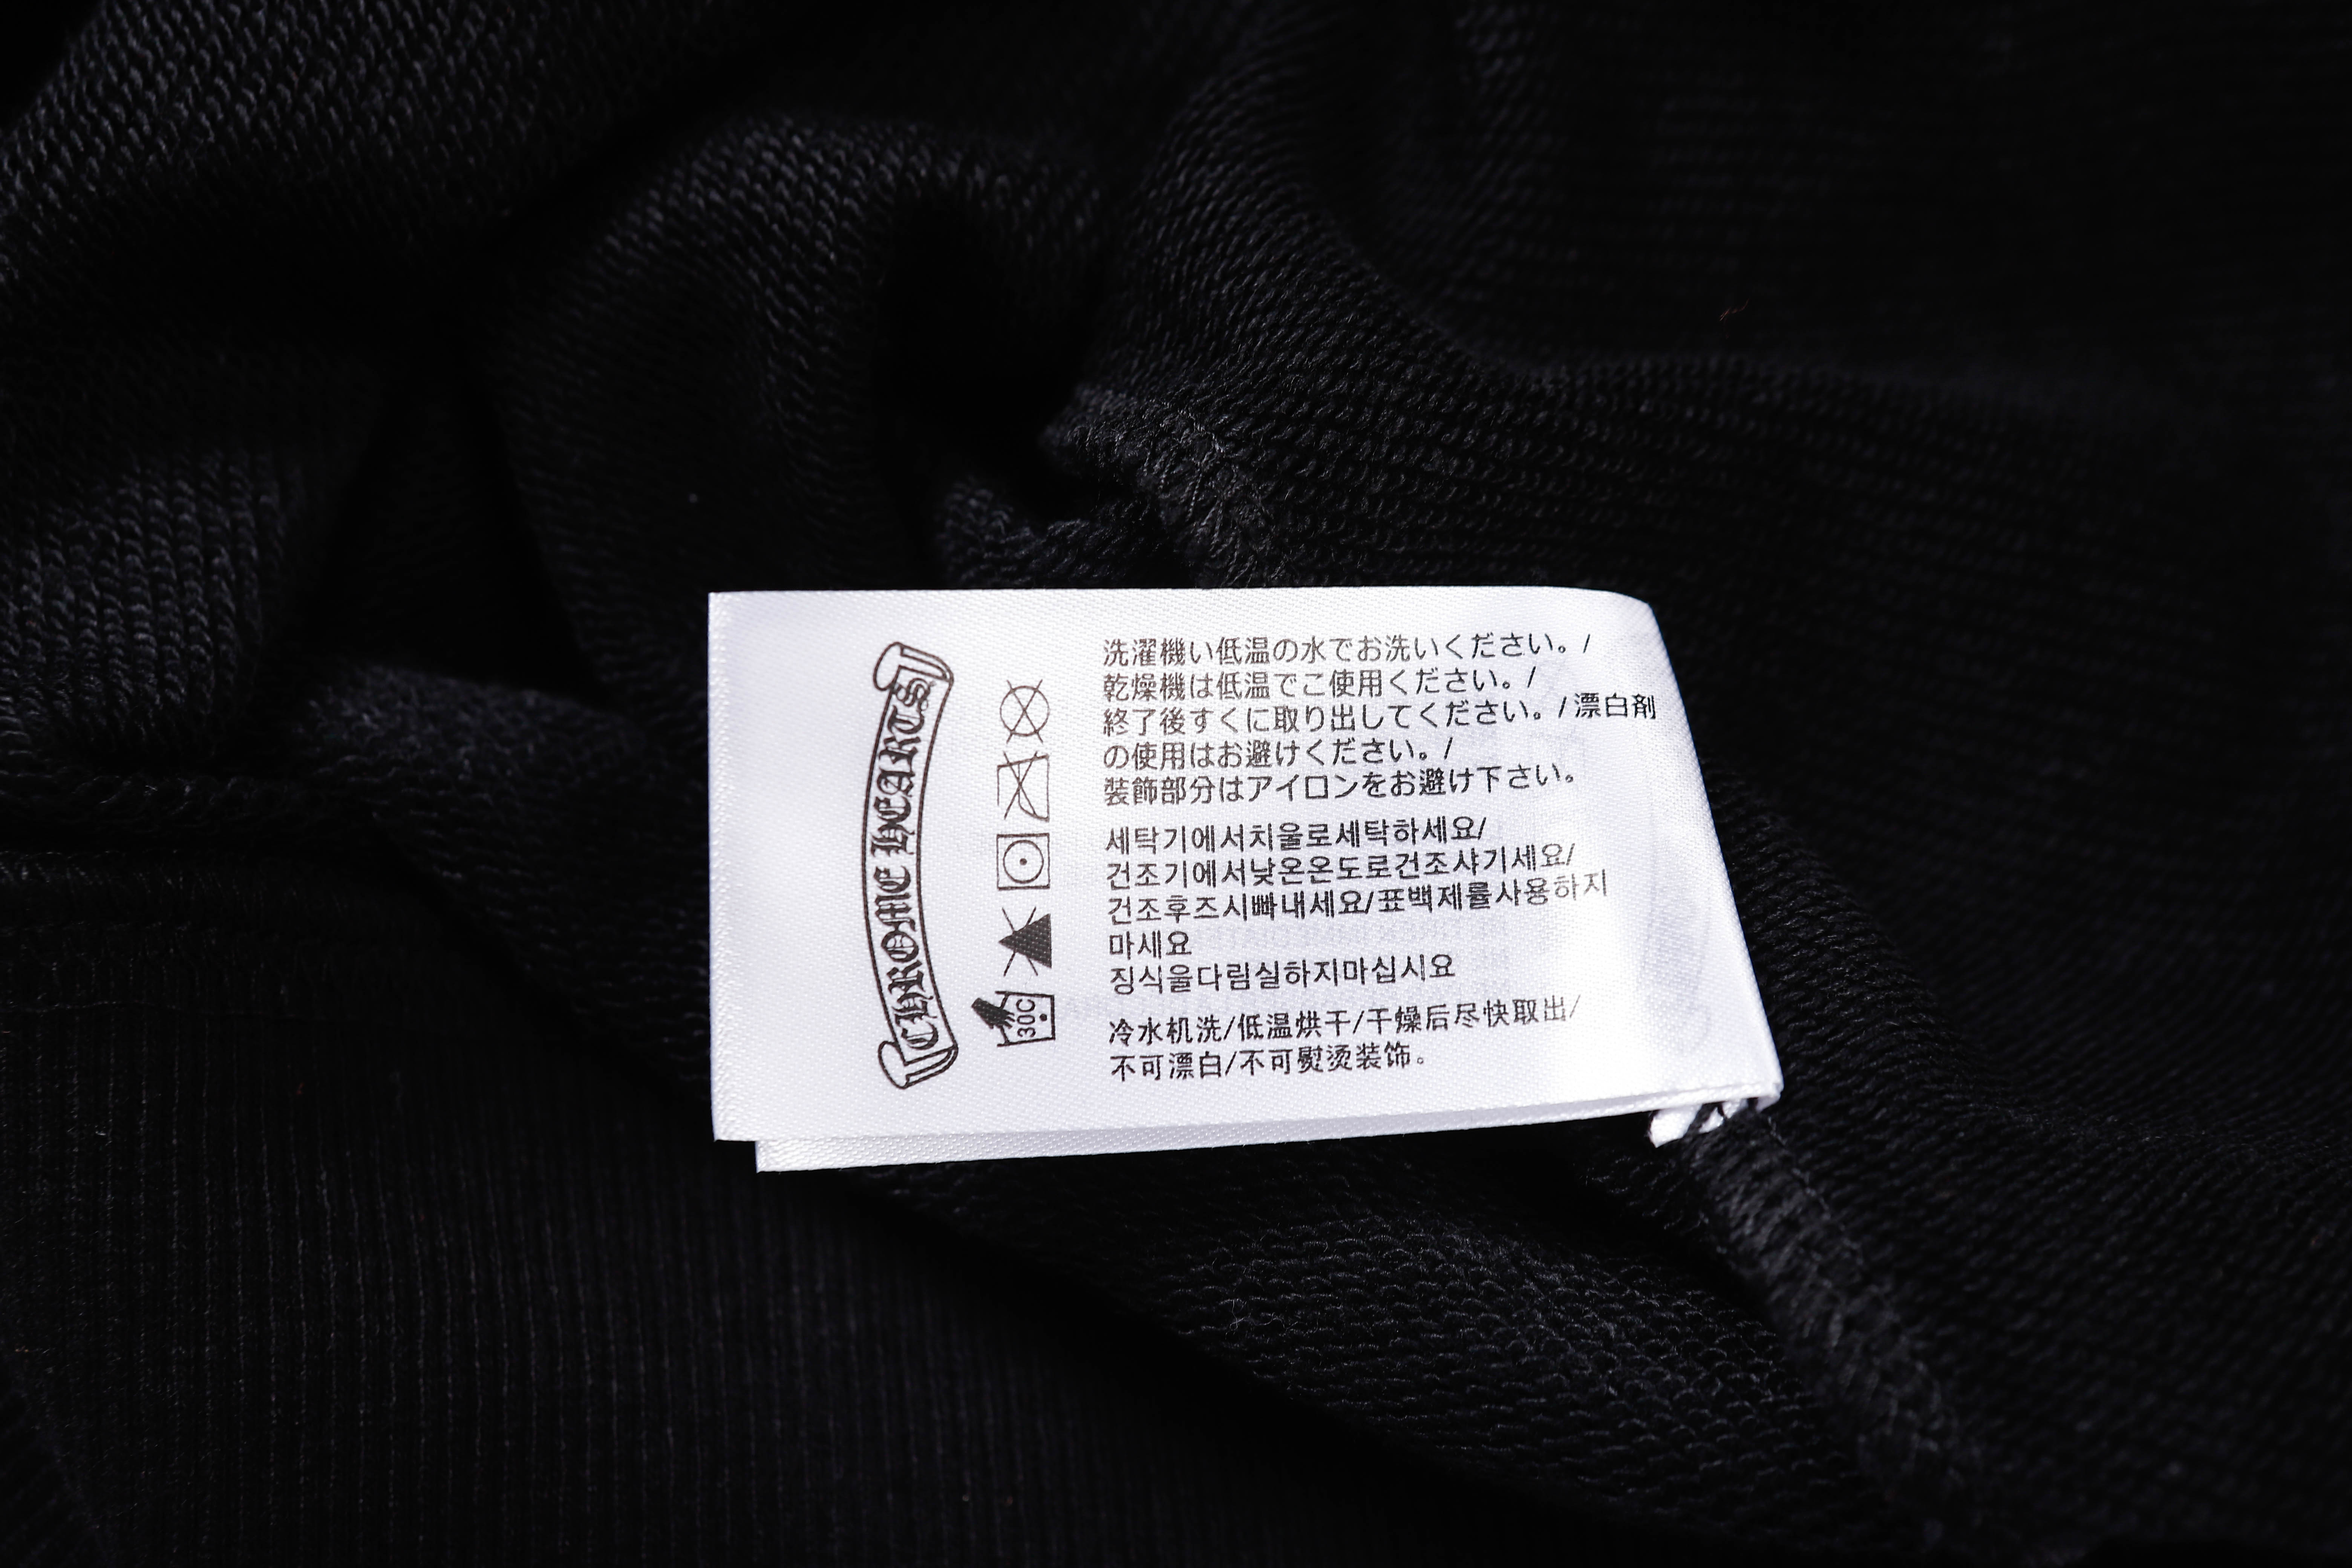 CHROME HEARTS
30C
洗濯機い低温の水でお洗いください。/
乾燥機は低温でご使用ください。/
終了後すくに取り出してください。/漂白剤
の使用はお避けください。/
装飾部分はアイロンをお避け下さい。
세탁기에서치울로세탁하세요/
건조기에서낮은온도로건조샤기세요/
건조후즈시빠내세요/표백제를사용하지
마세요
징식을다림실하지마십시요
冷水机洗/低温烘干/干燥后尽快取出/
不可漂白/不可熨烫装饰。